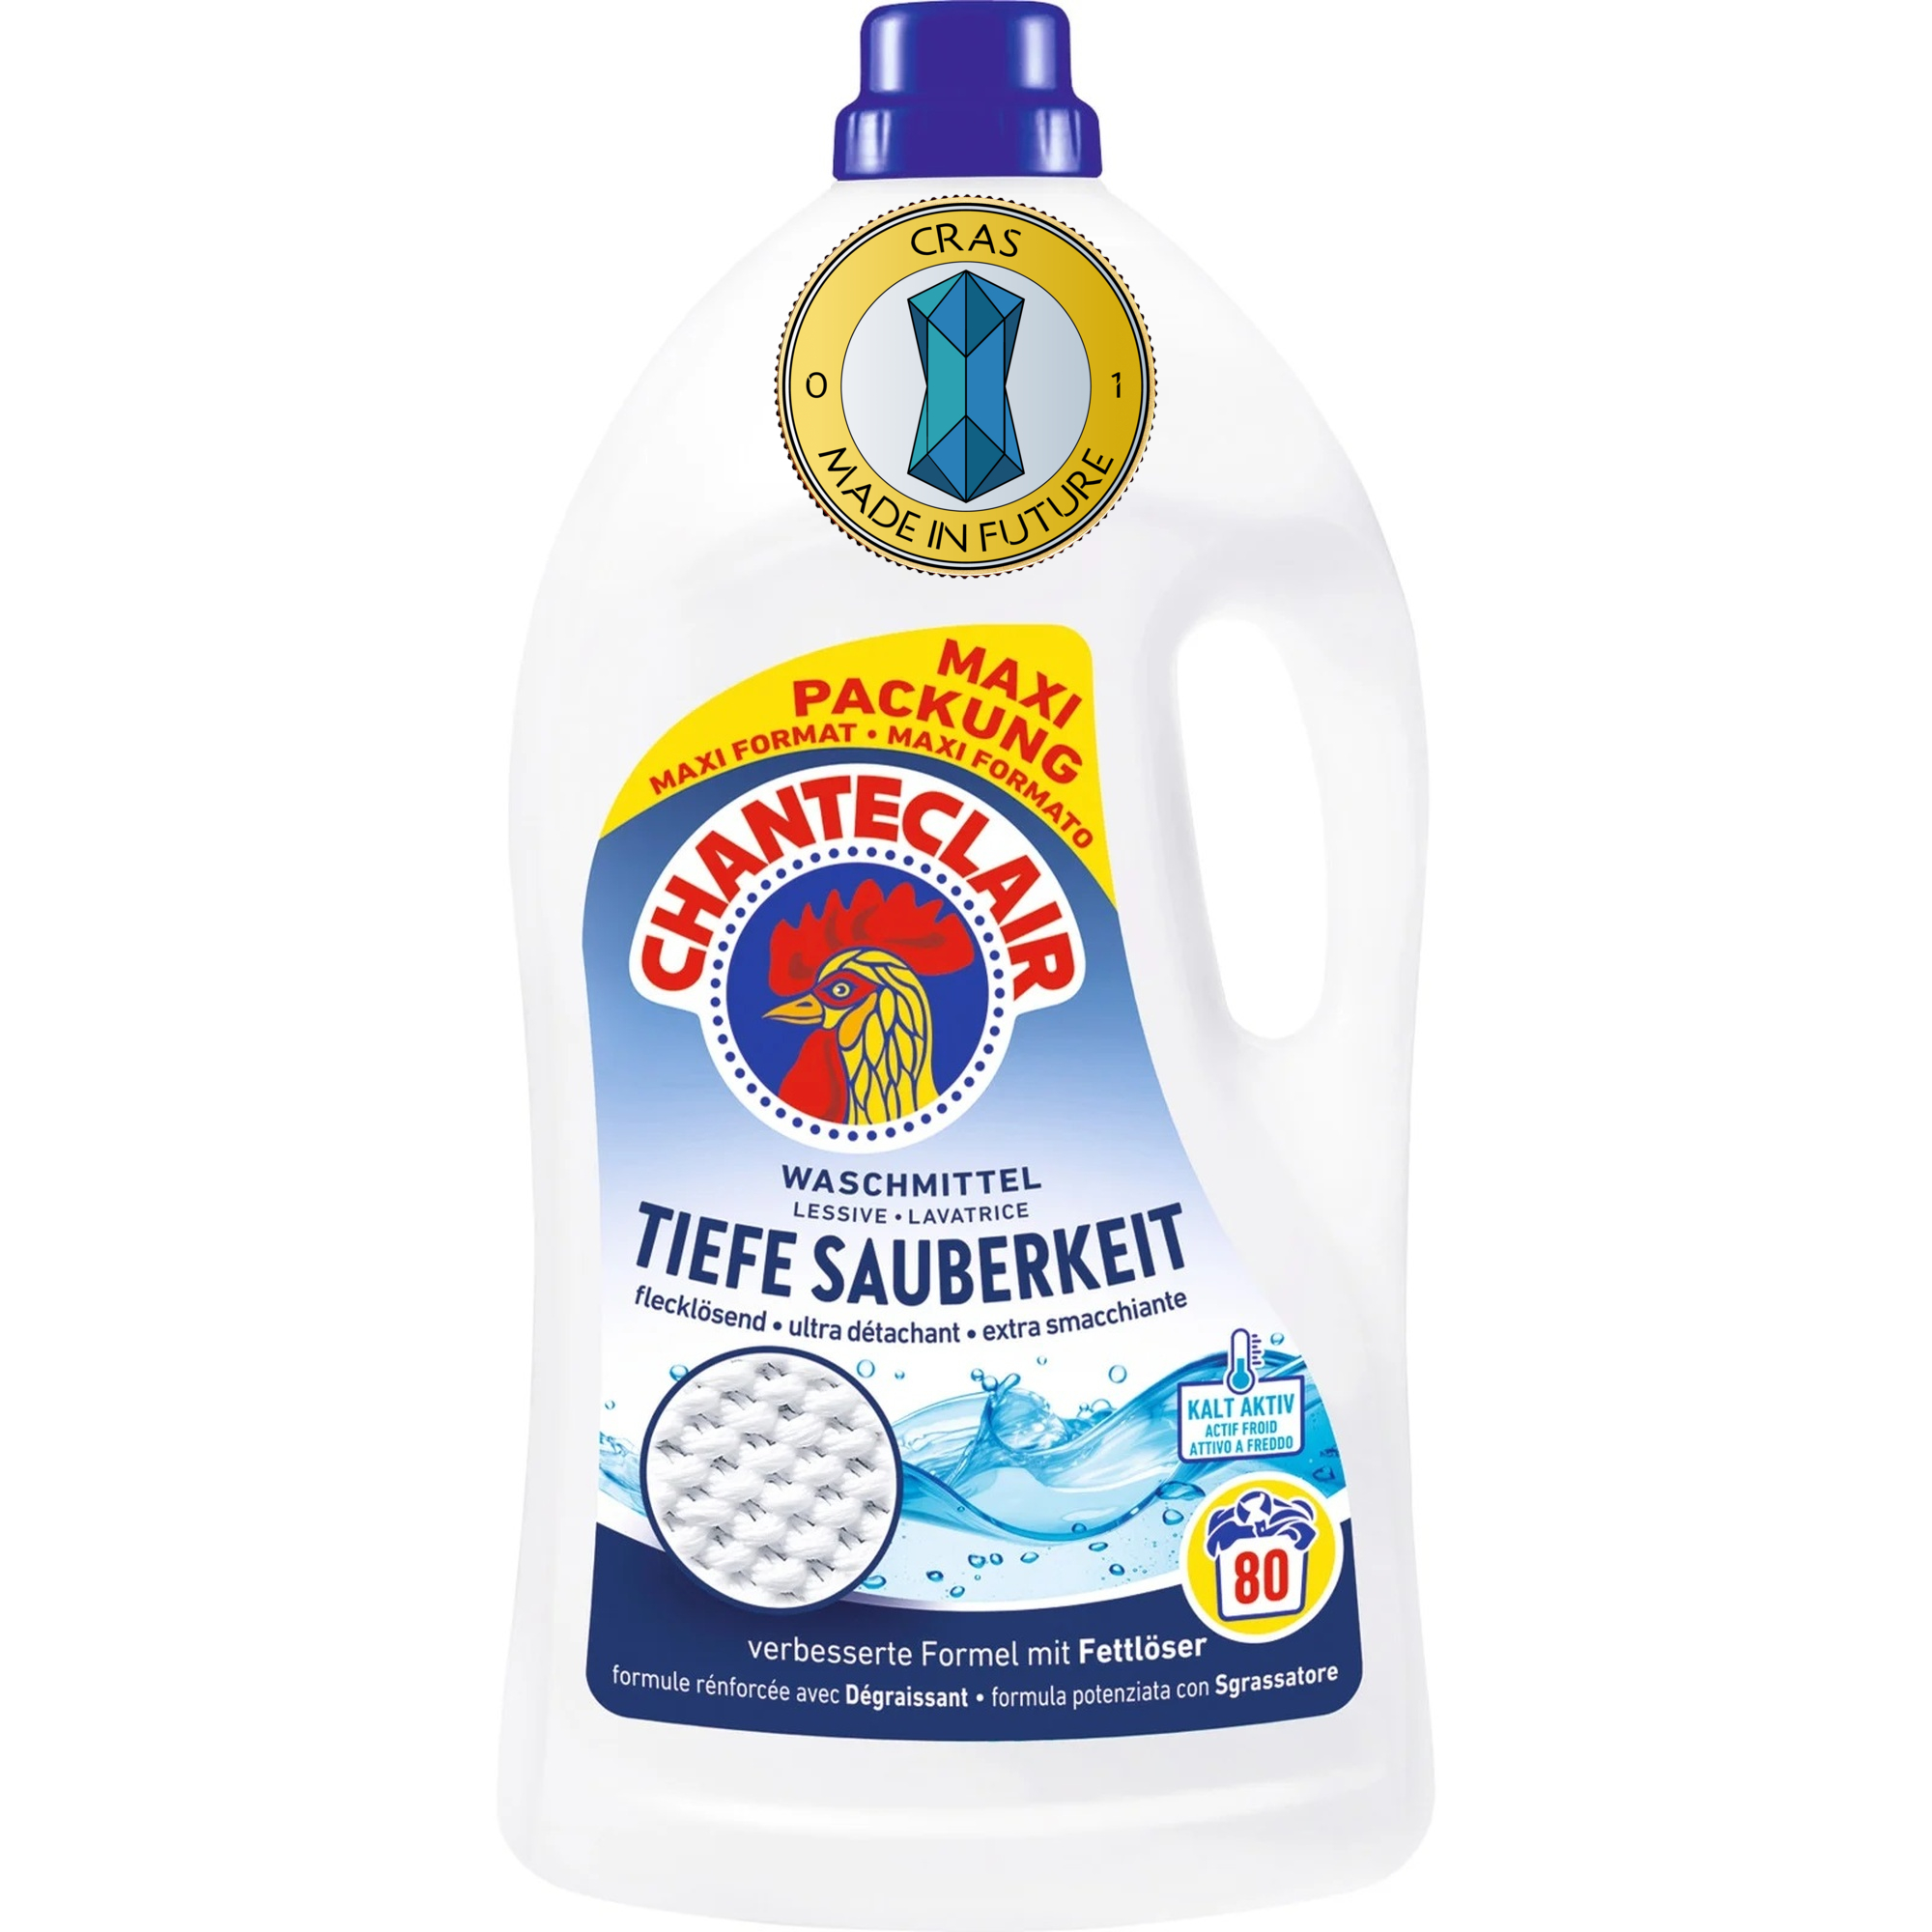 CRAS
0 1
MADE IN FUTURE
MAXI
PACKUNG
MAXI FORMAT • MAXI FORMATO
CHANTECLAIR
WASCHMITTEL
LESSIVE • LAVATRICE
TIEFE SAUBERKEIT
flecklösend • ultra détachant • extra smacchiante
KALT AKTIV
ACTIF FROID
ATTIVO A FREDDO
80
verbesserte Formel mit Fettlöser
formule rénforcée avec Dégraissant • formula potenziata con Sgrassatore